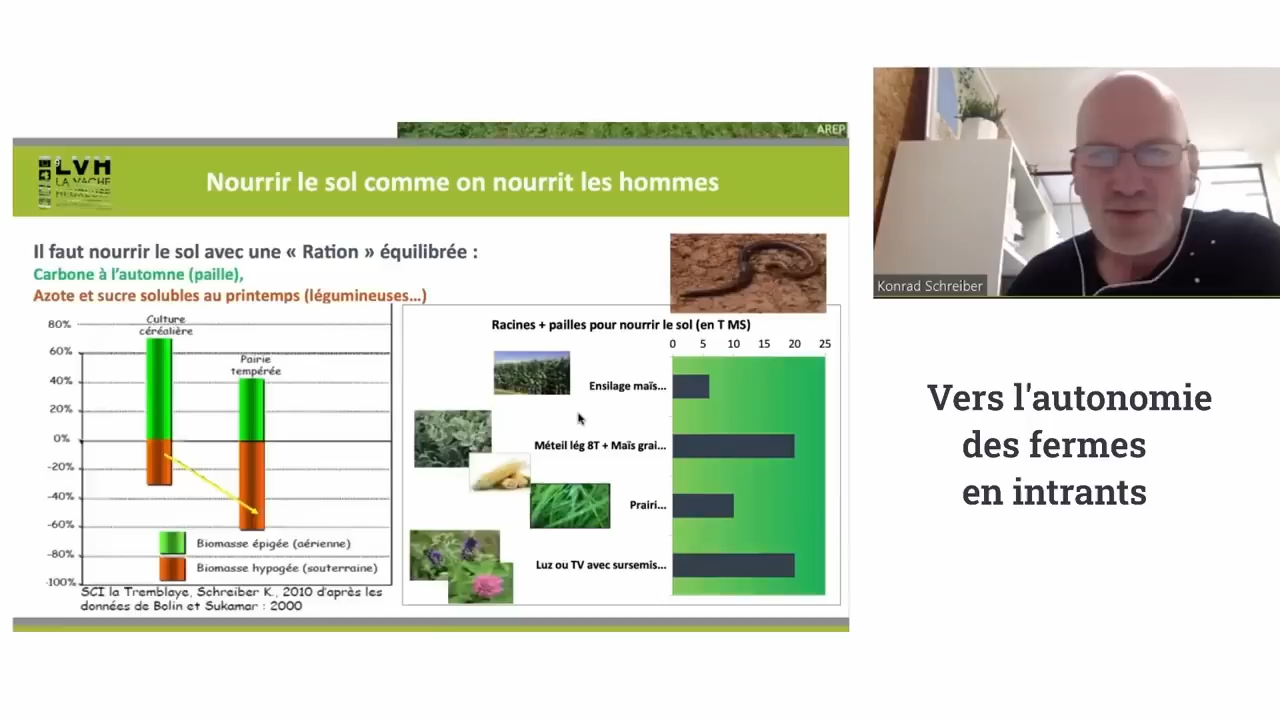 AREP
LVH
LA VACHE
HEUREUSE
Nourrir le sol comme on nourrit les hommes
Il faut nourrir le sol avec une « Ration » équilibrée :
Carbone à l'automne (paille),
Azote et sucre solubles au printemps (légumineuses...)
Culture
céréalière
Pairie
tempérée
80%
60%
40%
20%
0%
-20%
-40%
-60%
-80%
-100%
Biomasse épigée (aérienne)
Biomasse hypogée (souterraine)
SCI la Tremblaye, Schreiber K., 2010 d'après les
données de Bolin et Sukamar : 2000
Racines + pailles pour nourrir le sol (en T MS)
0 5 10 15 20 25
Ensilage maïs...
Méteil lég 8T + Maïs grai...
Prairi...
Luz ou TV avec sursemis...
Konrad Schreiber
Vers l'autonomie
des fermes
en intrants